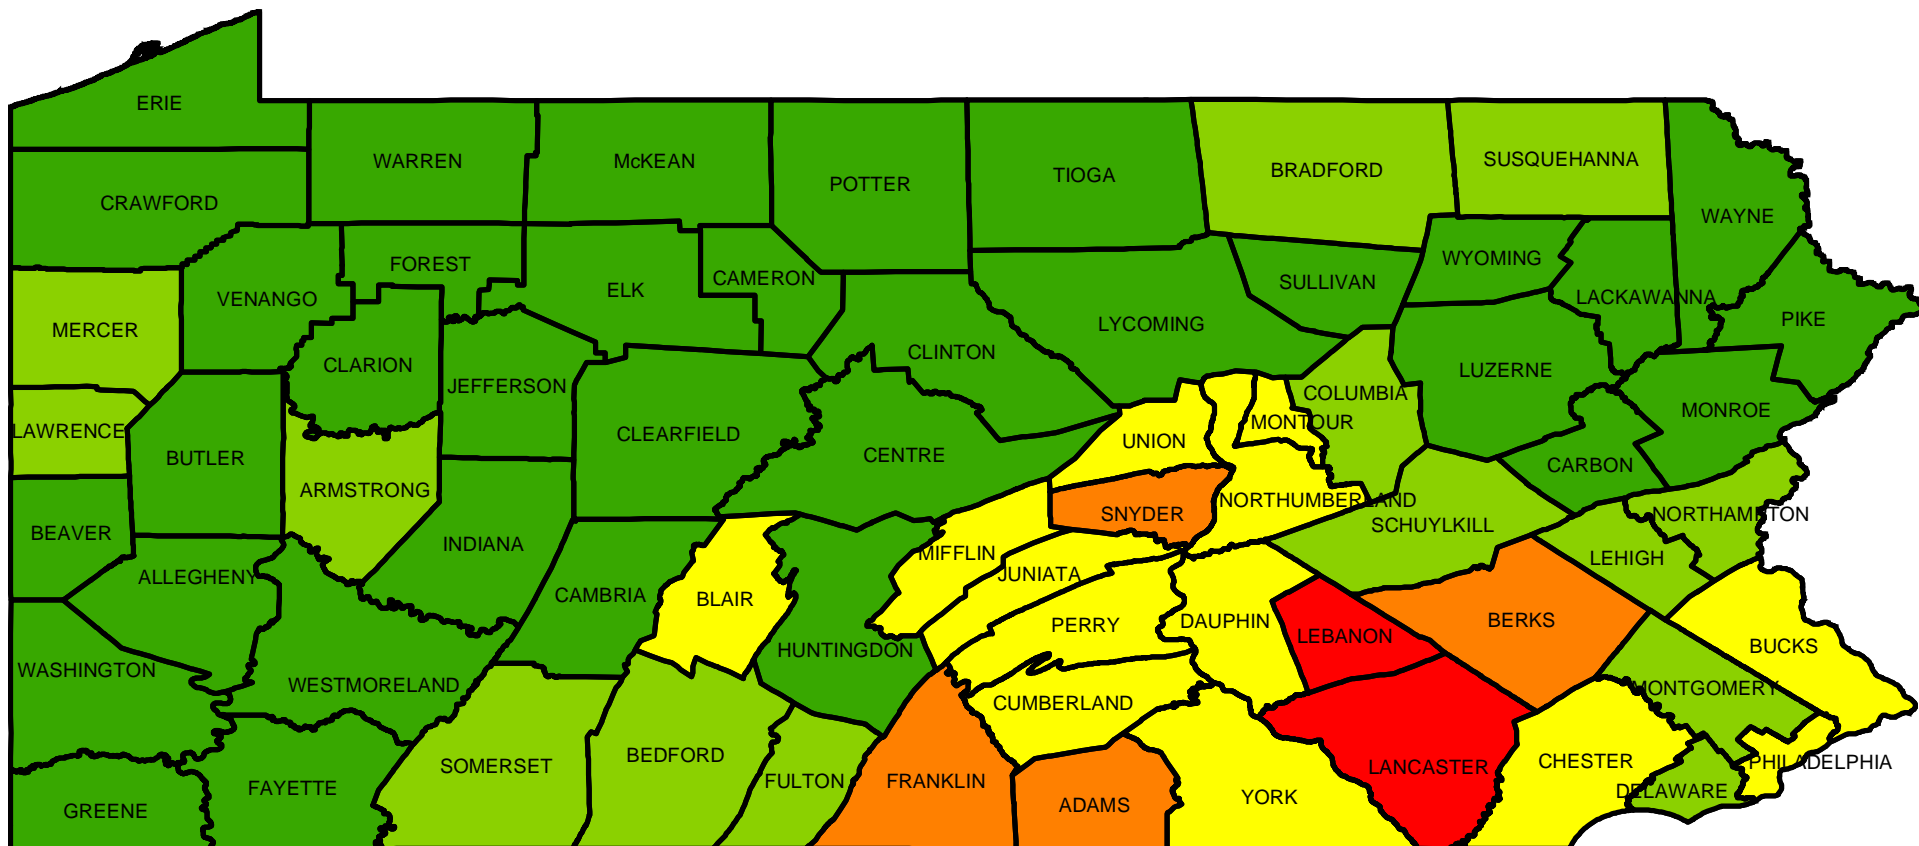 ERIE
WARREN
McKEAN
POTTER
TIOGA
BRADFORD
SUSQUEHANNA
CRAWFORD
WAYNE
FOREST
VENANGO
ELK
CAMERON
SULLIVAN
WYOMING
LACKAWANNA
MERCER
LYCOMING
PIKE
CLARION
JEFFERSON
CLINTON
LUZERNE
COLUMBIA
MONROE
LAWRENCE
BUTLER
CLEARFIELD
CENTRE
UNION
MONTOUR
CARBON
ARMSTRONG
NORTHUMBERLAND
SNYDER
SCHUYLKILL
NORTHAMPTON
BEAVER
INDIANA
MIFFLIN
LEHIGH
ALLEGHENY
CAMBRIA
BLAIR
JUNIATA
PERRY
DAUPHIN
LEBANON
BERKS
BUCKS
WASHINGTON
WESTMORELAND
HUNTINGDON
CUMBERLAND
MONTGOMERY
SOMERSET
BEDFORD
FULTON
FRANKLIN
LANCASTER
CHESTER
PHILADELPHIA
GREENE
FAYETTE
ADAMS
YORK
DELAWARE